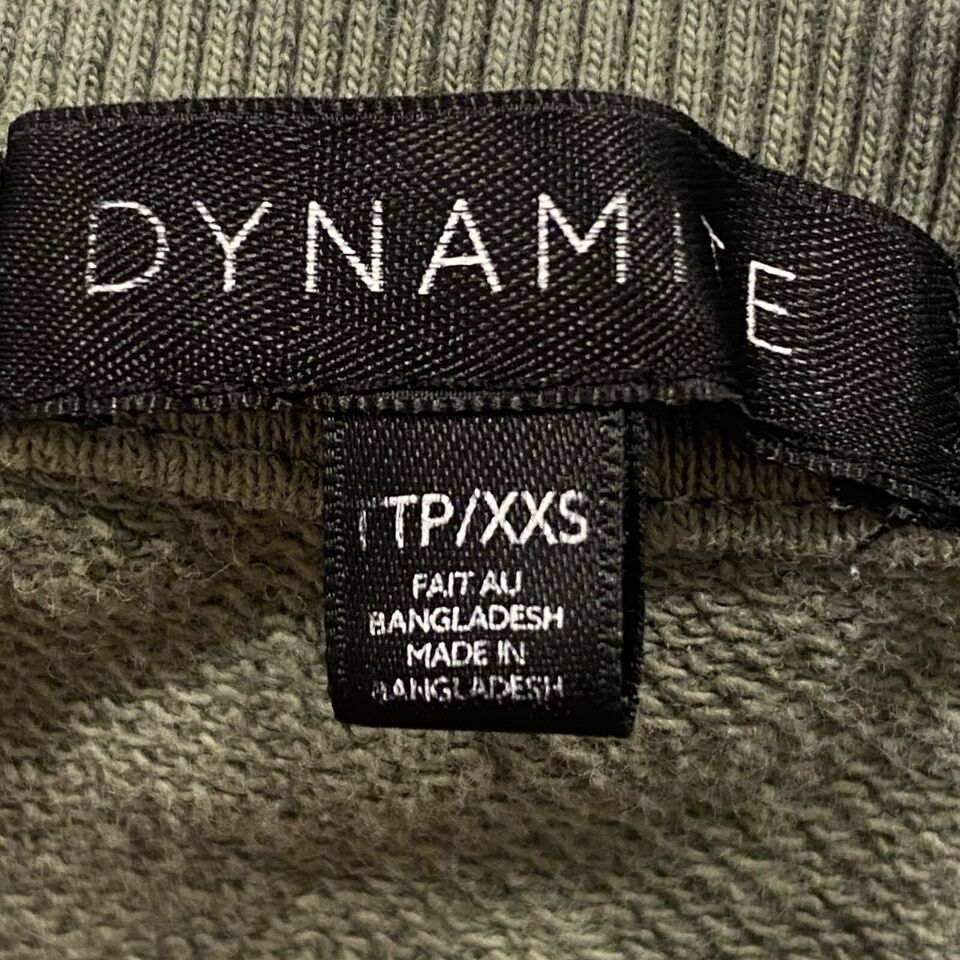 DYNAMITE
TTP/XXS
FAIT AU
BANGLADESH
MADE IN
BANGLADESH